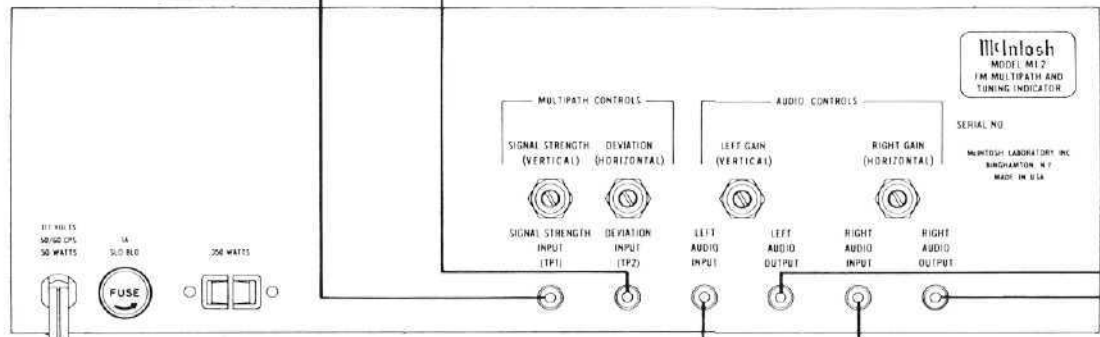 McIntosh
MODEL MI 2
FM MULTIPATH AND
TUNING INDICATOR
MULTIPATH CONTROLS
AUDIO CONTROLS
SERIAL NO.
SIGNAL STRENGTH
(VERTICAL)
DEVIATION
(HORIZONTAL)
LEFT GAIN
(VERTICAL)
RIGHT GAIN
(HORIZONTAL)
McINTOSH LABORATORY INC
BINGHAMTON, N.Y.
MADE IN USA
117 VOLTS
50/60 CPS
50 WATTS
1A
SLO BLO
350 WATTS
SIGNAL STRENGTH
INPUT
(TP1)
DEVIATION
INPUT
(TP2)
LEFT
AUDIO
INPUT
LEFT
AUDIO
OUTPUT
RIGHT
AUDIO
INPUT
RIGHT
AUDIO
OUTPUT
FUSE